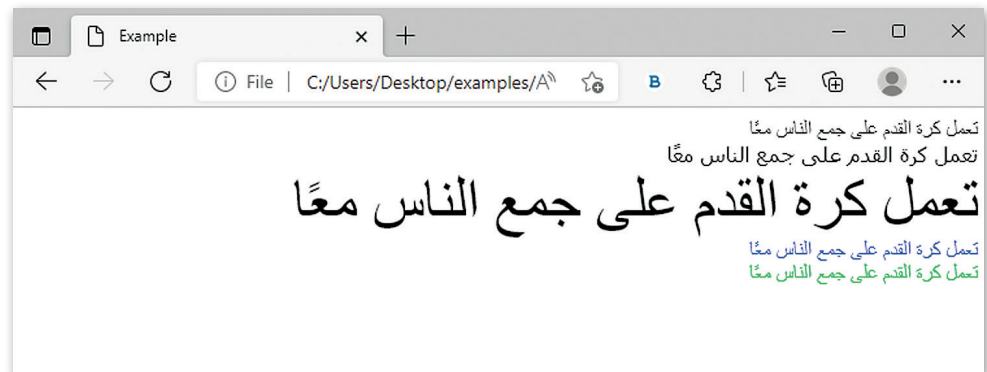 Example
File C:/Users/Desktop/examples/
تعمل كرة القدم على جمع الناس معًا
تعمل كرة القدم على جمع الناس معًا
تعمل كرة القدم على جمع الناس معًا
تعمل كرة القدم على جمع الناس معًا
تعمل كرة القدم على جمع الناس معًا